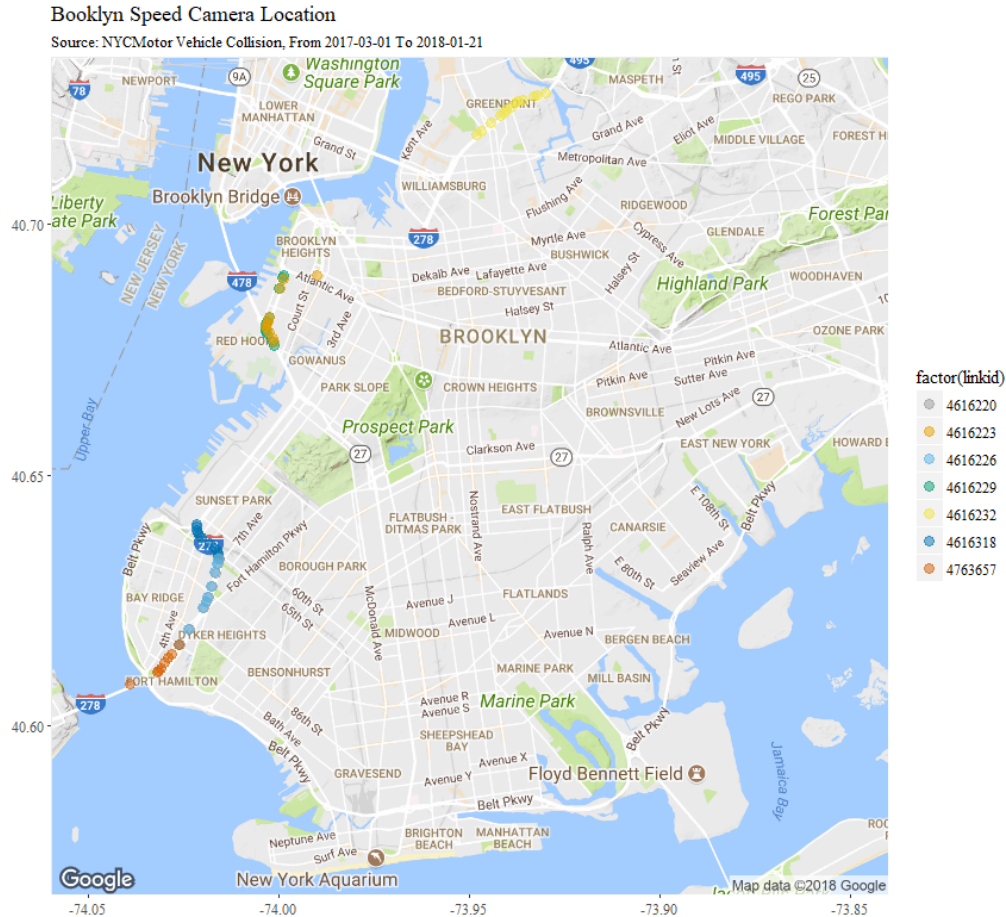 Booklyn Speed Camera Location
Source: NYCMotor Vehicle Collision, From 2017-03-01 To 2018-01-21
Washington
Square Park
495
MASPETH
495
25
NEWPORT
9A
78
GREENPOINT
REGO PARK
LOWER
MANHATTAN
Kent Ave
Grand Ave
Eliot Ave
Grand St
MIDDLE VILLAGE
FOREST H
New York
Metropolitan Ave
WILLIAMSBURG
Brooklyn Bridge
Flushing Ave
RIDGEWOOD
Liberty
ate Park
40.70
Forest Par
278
Myrtle Ave
Cypress Ave
GLENDALE
BROOKLYN
HEIGHTS
BUSHWICK
NEW JERSEY
NEW YORK
478
Atlantic Ave
Dekalb Ave
Lafayette Ave
Halsey St
WOODHAVEN
Highland Park
BEDFORD-STUYVESANT
Court St
3rd Ave
Halsey St
RED HOOK
BROOKLYN
Atlantic Ave
OZONE PARK
GOWANUS
PARK SLOPE
CROWN HEIGHTS
Pitkin Ave
Pitkin Ave
Sutter Ave
27
New Lots Ave
BROWNSVILLE
Upper Bay
Prospect Park
27
Clarkson Ave
27
EAST NEW YORK
HOWARD B
40.65
SUNSET PARK
7th Ave
Nostrand Ave
EAST FLATBUSH
E 108th St
Belt Pkwy
FLATBUSH -
DITMAS PARK
Ralph Ave
CANARSIE
Belt Pkwy
278
Fort Hamilton Pkwy
BOROUGH PARK
E 80th St
Seaview Ave
BAY RIDGE
60th St
65th St
McDonald Ave
Avenue J
FLATLANDS
4th Ave
DYKER HEIGHTS
MIDWOOD
Avenue L
Avenue N
BERGEN BEACH
FORT HAMILTON
BENSONHURST
MARINE PARK
MILL BASIN
278
40.60
86th St
Bath Ave
Avenue R
Avenue S
Marine Park
Belt Pkwy
SHEEPSHEAD
BAY
Belt Pkwy
Avenue X
GRAVESEND
Avenue Y
Floyd Bennett Field
Jamaica Bay
Belt Pkwy
Neptune Ave
BRIGHTON
BEACH
MANHATTAN
BEACH
Surf Ave
New York Aquarium
Google
Map data ©2018 Google
-74.05
-74.00
-73.95
-73.90
-73.85
factor(linkid)
4616220
4616223
4616226
4616229
4616232
4616318
4763657